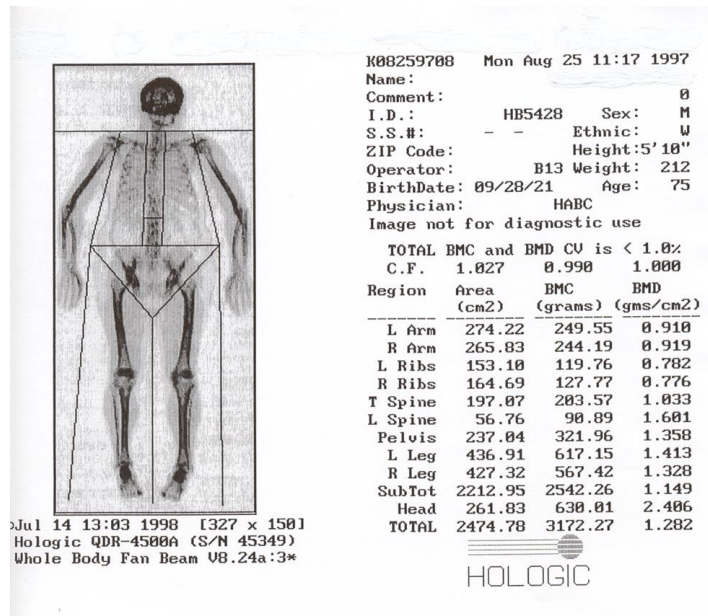 K08259708 Mon Aug 25 11:17 1997
Name:
Comment: 0
I.D.: HB5428 Sex: M
S.S.#: - - Ethnic: W
ZIP Code: Height:5'10"
Operator: B13 Weight: 212
BirthDate: 09/28/21 Age: 75
Physician: HABC
Image not for diagnostic use
TOTAL BMC and BMD CV is < 1.0%
C.F. 1.027 0.990 1.000
Region Area BMC BMD
(cm2) (grams) (gms/cm2)
L Arm 274.22 249.55 0.910
R Arm 265.83 244.19 0.919
L Ribs 153.10 119.76 0.782
R Ribs 164.69 127.77 0.776
T Spine 197.07 203.57 1.033
L Spine 56.76 90.89 1.601
Pelvis 237.04 321.96 1.358
L Leg 436.91 617.15 1.413
R Leg 427.32 567.42 1.328
SubTot 2212.95 2542.26 1.149
Head 261.83 630.01 2.406
TOTAL 2474.78 3172.27 1.282
HOLOGIC
Jul 14 13:03 1998 [327 x 150]
Hologic QDR-4500A (S/N 45349)
Whole Body Fan Beam V8.24a:3*